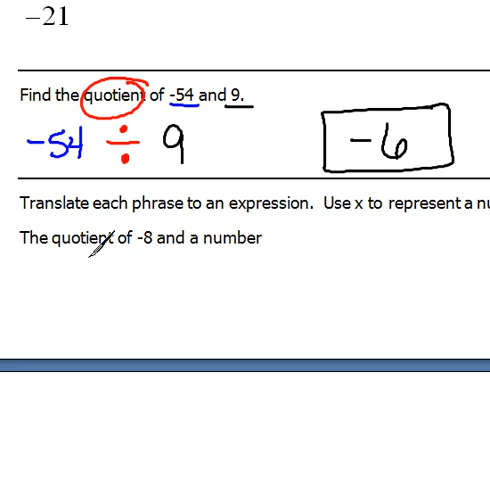 −21
Find the quotient of -54 and 9.
-54 ÷ 9
-6
Translate each phrase to an expression. Use x to represent a
The quotient of -8 and a number